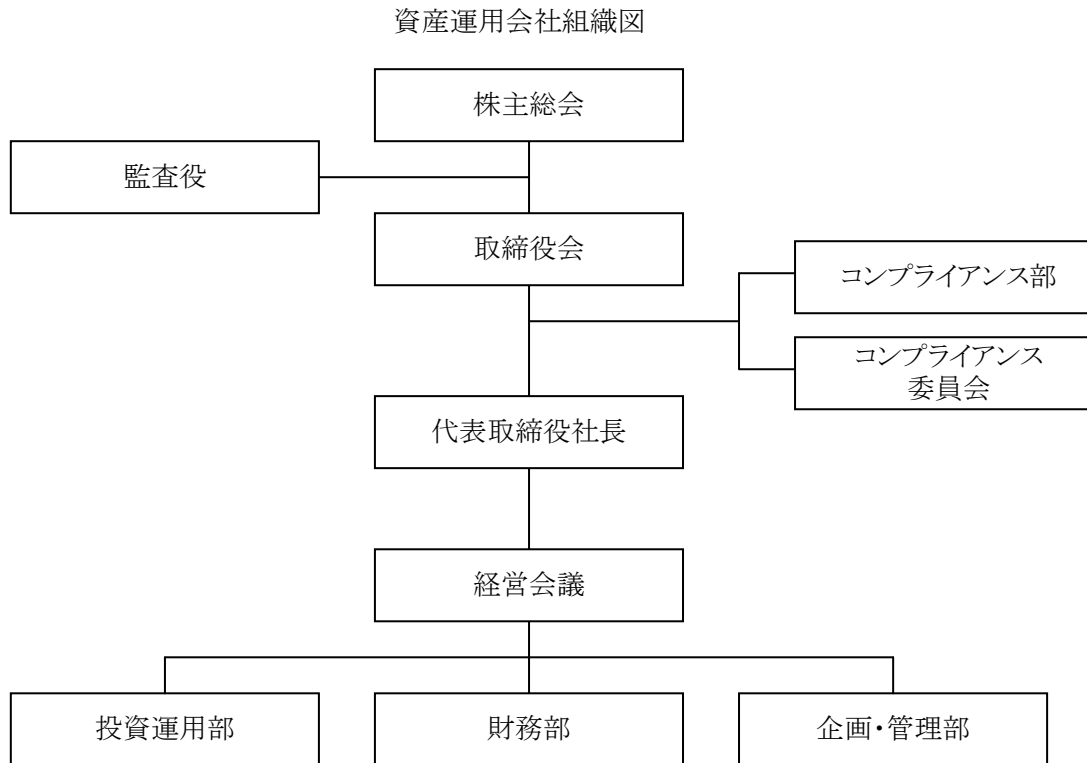 資産運用会社組織図
株主総会
監査役
取締役会
コンプライアンス部
コンプライアンス
委員会
代表取締役社長
経営会議
投資運用部
財務部
企画・管理部